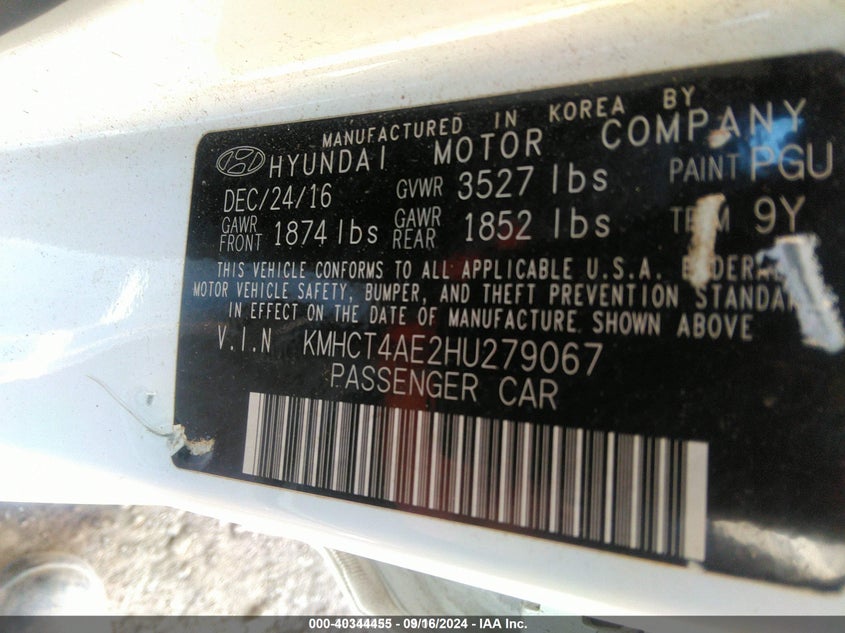 MANUFACTURED IN KOREA BY
HYUNDAI MOTOR COMPANY
DEC/24/16 GVWR 3527 lbs PAINT PGU
GAWR FRONT 1874 lbs GAWR REAR 1852 lbs 9Y
THIS VEHICLE CONFORMS TO ALL APPLICABLE U.S.A.
MOTOR VEHICLE SAFETY, BUMPER, AND THEFT PREVENTION
IN EFFECT ON THE DATE OF MANUFACTURE SHOWN ABOVE
V.I.N KMHCT4AE2HU279067
PASSENGER CAR
000-40344455 - 09/16/2024 - IAA Inc.